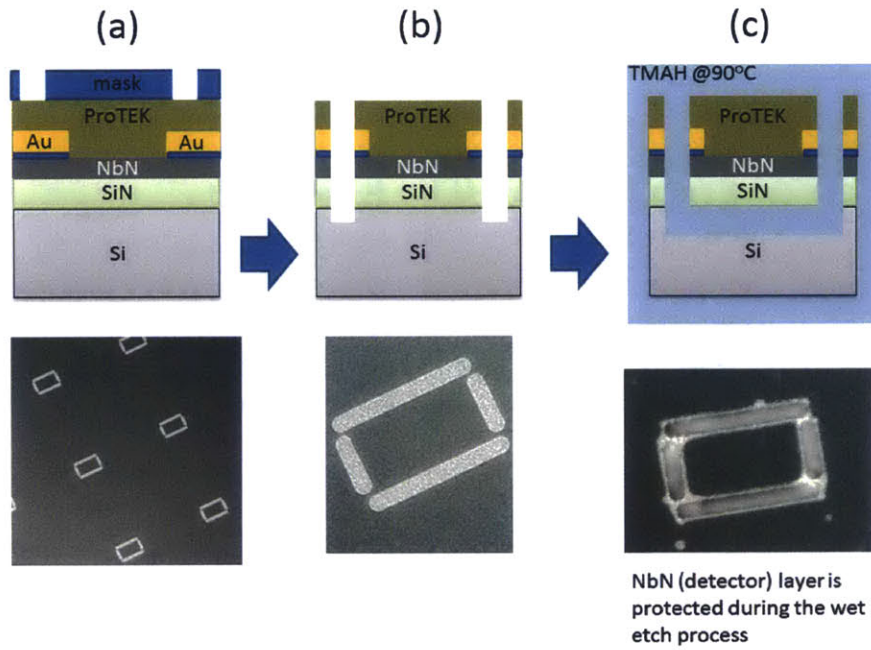 (a)
(b)
(c)
mask
ProTEK
Au
Au
NbN
SiN
Si
ProTEK
NbN
SiN
Si
TMAH @90°C
ProTEK
NbN
SiN
Si
NbN (detector) layer is
protected during the wet
etch process